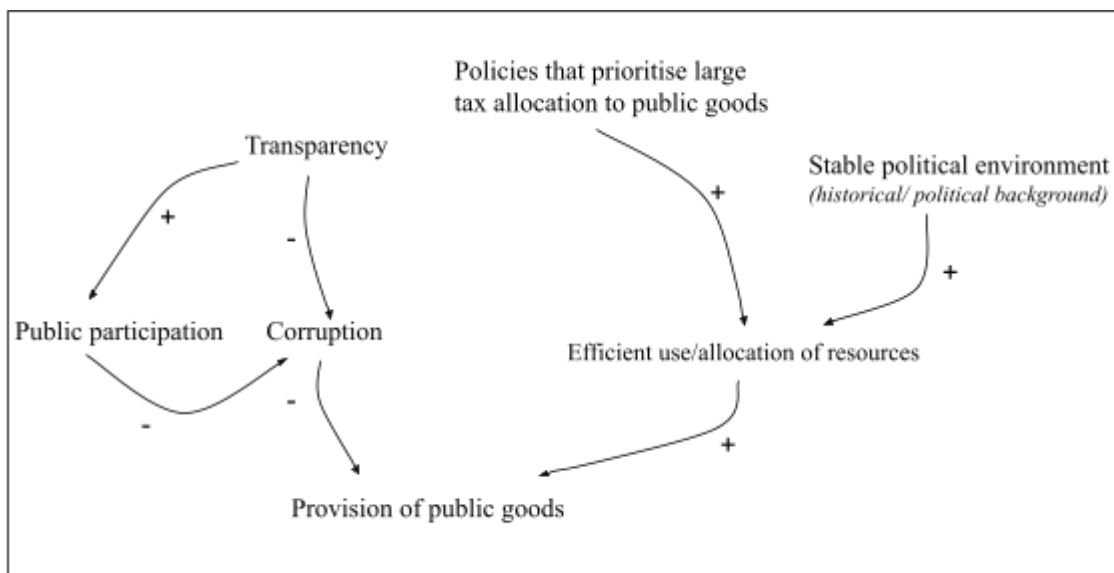 Policies that prioritise large
tax allocation to public goods
Transparency
Stable political environment
(historical/ political background)
+
+
-
+
Public participation
Corruption
Efficient use/allocation of resources
-
-
+
Provision of public goods